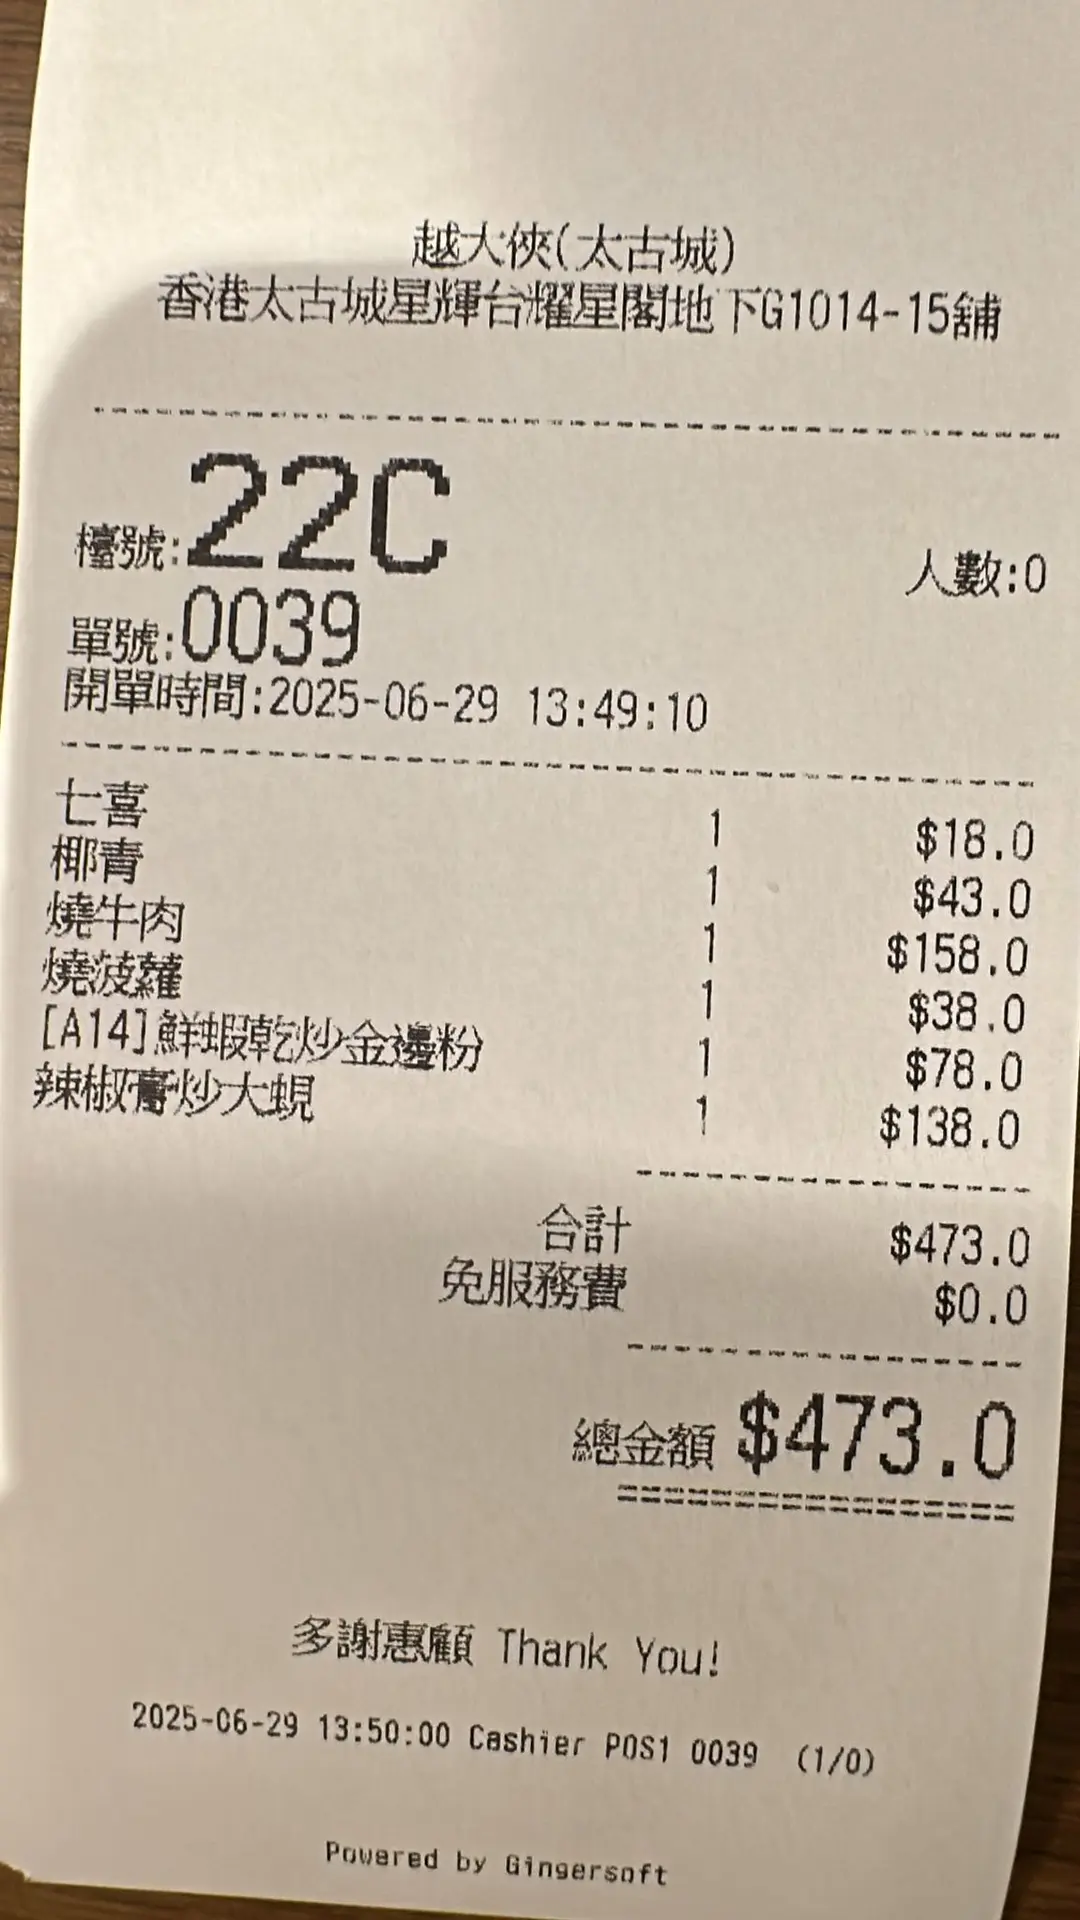 越大俠(太古城)
香港太古城星輝台耀星閣地下G1014-15舖
檯號:22C 人數:0
單號:0039
開單時間:2025-06-29 13:49:10
七喜 1 $18.0
椰青 1 $43.0
燒牛肉 1 $158.0
燒菠蘿 1 $38.0
[A14]鮮蝦乾炒金邊粉 1 $78.0
辣椒膏炒大蜆 1 $138.0
合計 $473.0
免服務費 $0.0
總金額 $473.0
多謝惠顧 Thank You!
2025-06-29 13:50:00 Cashier POS1 0039 (1/0)
Powered by Gingersoft